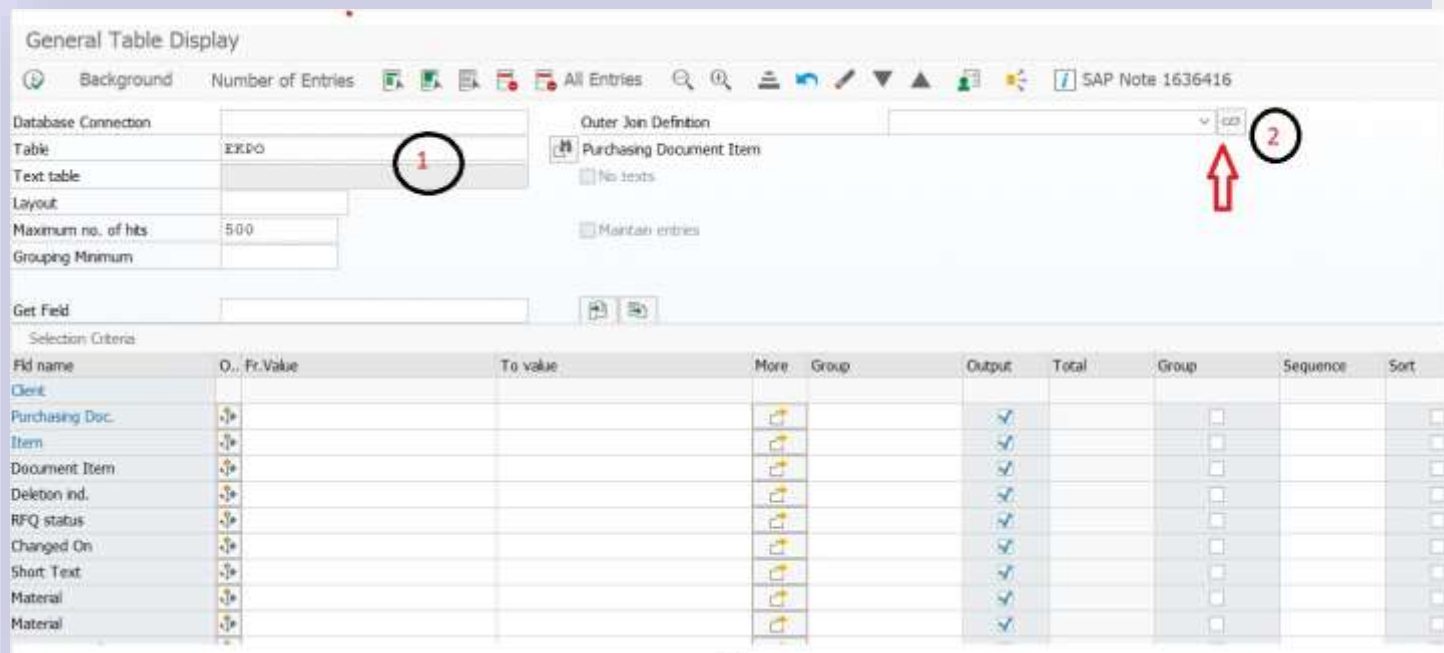 General Table Display
Background Number of Entries All Entries SAP Note 1636416
Database Connection Outer Join Definition
Table EKPO 1 Purchasing Document Item 2
Text table No texts
Layout
Maximum no. of hits 500 Maintain entries
Grouping Minimum
Get Field
Selection Criteria
Fld name O.. Fr.Value To value More Group Output Total Group Sequence Sort
Client
Purchasing Doc.
Item
Document Item
Deletion ind.
RFQ status
Changed On
Short Text
Material
Material